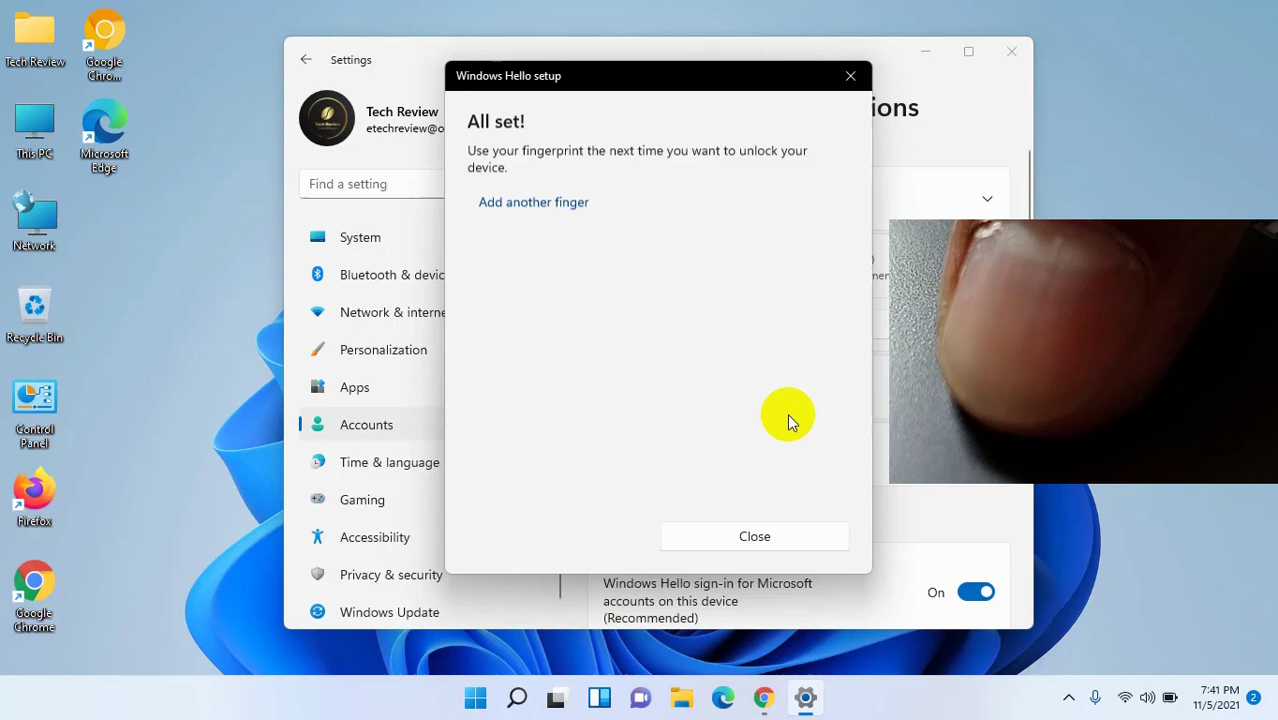 Tech Review
Google
Chro...
This PC
Microsoft
Edge
Network
Recycle Bin
Control
Panel
Firefox
Google
Chrome
Settings
Tech Review
etechreview@o
Find a setting
System
Bluetooth & devic
Network & interne
Personalization
Apps
Accounts
Time & language
Gaming
Accessibility
Privacy & security
Windows Update
ions
Windows Hello setup
All set!
Use your fingerprint the next time you want to unlock your
device.
Add another finger
Close
Windows Hello sign-in for Microsoft
accounts on this device
(Recommended)
On
7:41 PM
11/5/2021
2